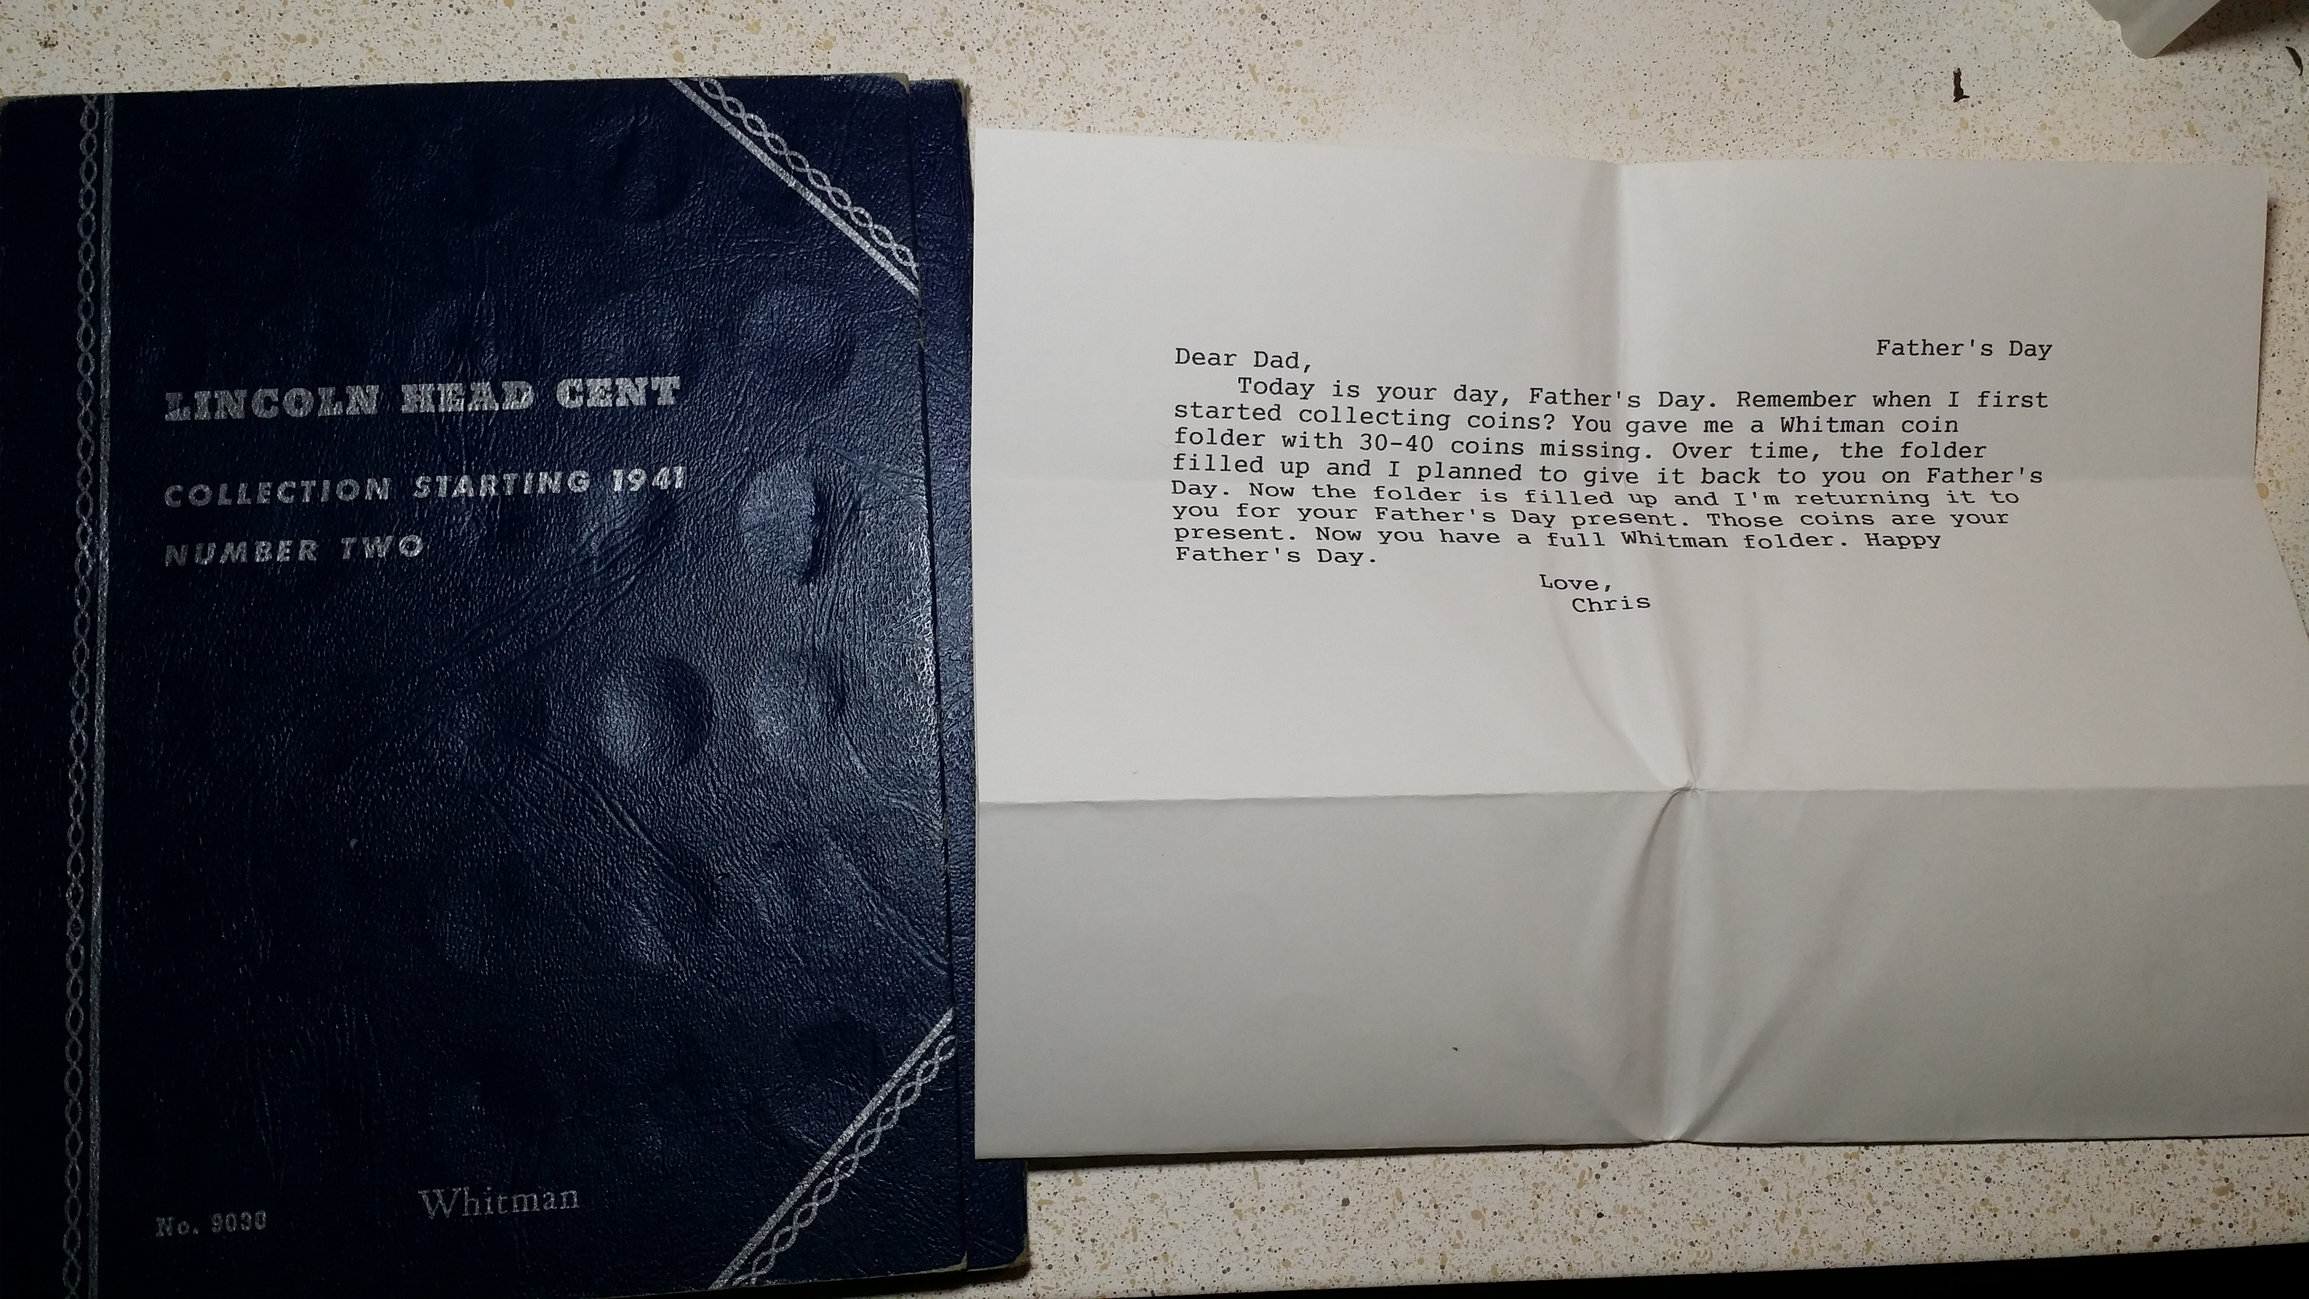 LINCOLN HEAD CENT
COLLECTION STARTING 1941
NUMBER TWO
Whitman
No. 9030
Father's Day
Dear Dad,
Today is your day, Father's Day. Remember when I first
started collecting coins? You gave me a Whitman coin
folder with 30-40 coins missing. Over time, the folder
filled up and I planned to give it back to you on Father's
Day. Now the folder is filled up and I'm returning it to
you for your Father's Day present. Those coins are your
present. Now you have a full Whitman folder. Happy
Father's Day.
Love,
Chris